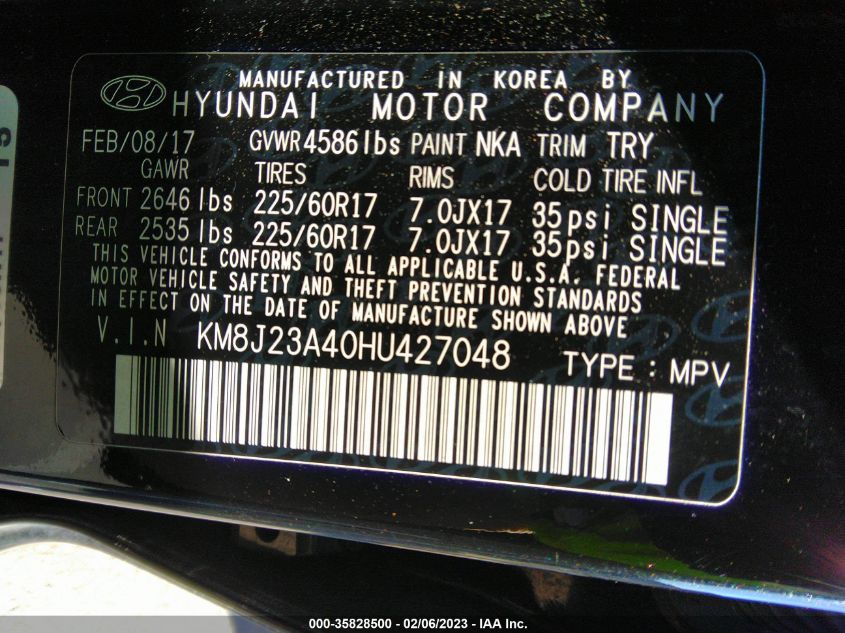 MANUFACTURED IN KOREA BY
HYUNDAI MOTOR COMPANY
FEB/08/17 GVWR 4586lbs PAINT NKA TRIM TRY
GAWR TIRES RIMS COLD TIRE INFL
FRONT 2646 lbs 225/60R17 7.0JX17 35psi SINGLE
REAR 2535 lbs 225/60R17 7.0JX17 35psi SINGLE
THIS VEHICLE CONFORMS TO ALL APPLICABLE U.S.A. FEDERAL
MOTOR VEHICLE SAFETY AND THEFT PREVENTION STANDARDS
IN EFFECT ON THE DATE OF MANUFACTURE SHOWN ABOVE.
V.I.N KM8J23A40HU427048 TYPE : MPV
000-35828500 - 02/06/2023 - IAA Inc.